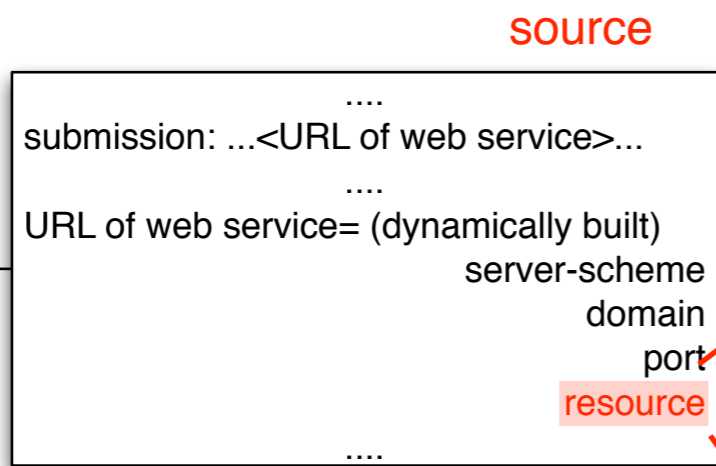 source
....
submission: ...<URL of web service>...
....
URL of web service= (dynamically built)
server-scheme
domain
port
resource
....